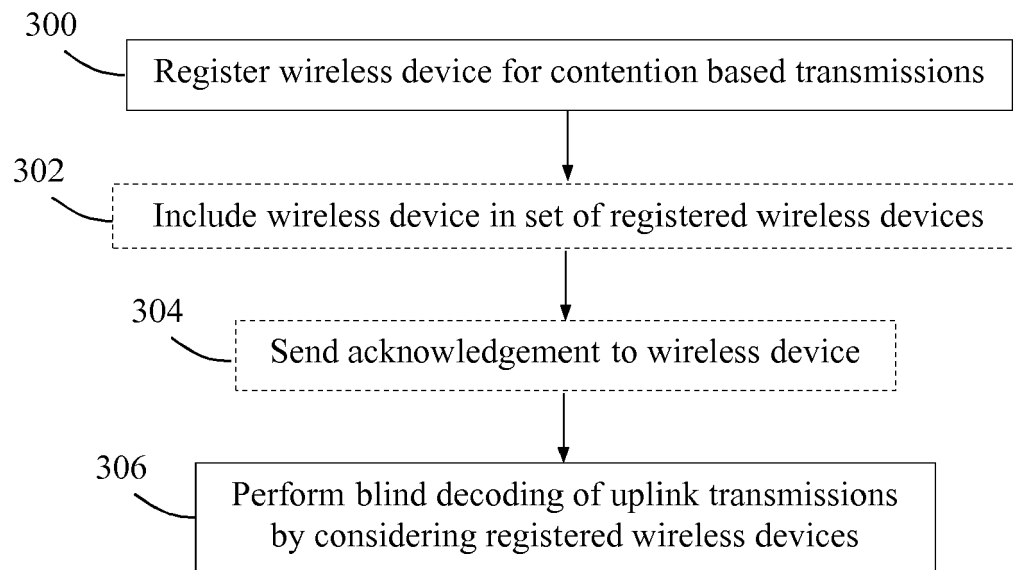 300
Register wireless device for contention based transmissions
302
Include wireless device in set of registered wireless devices
304
Send acknowledgement to wireless device
306
Perform blind decoding of uplink transmissions
by considering registered wireless devices